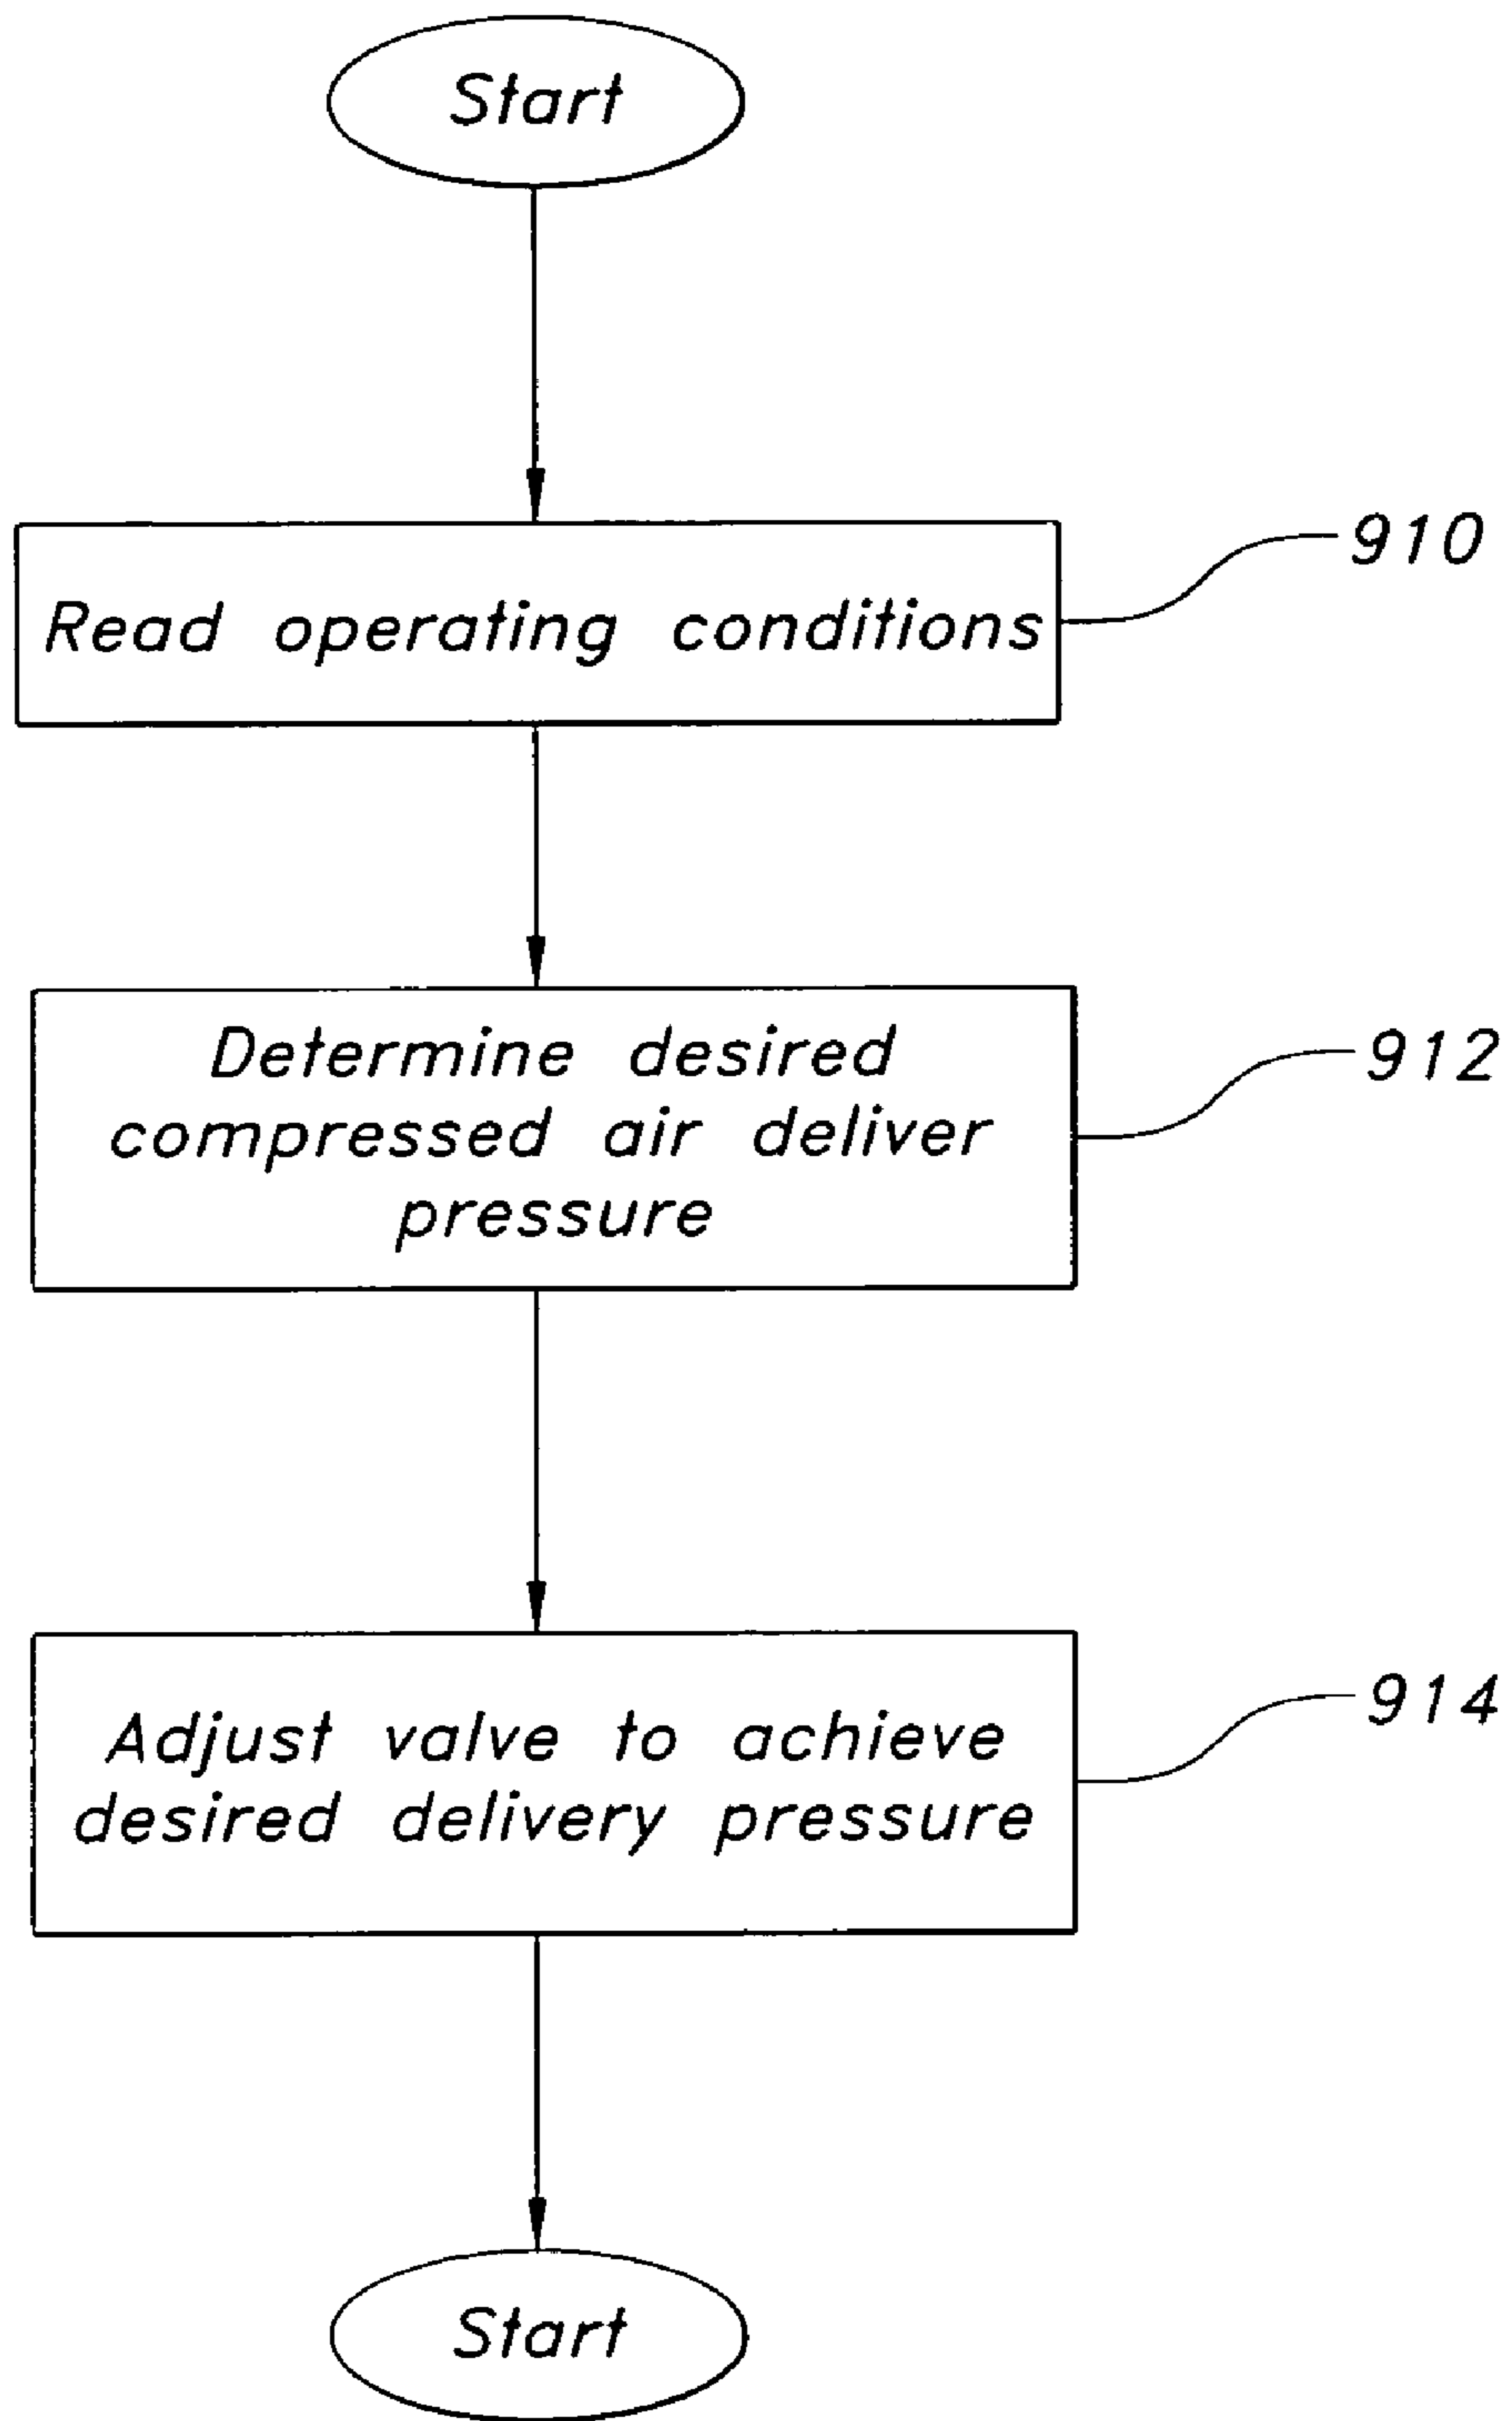 Start
Read operating conditions
910
Determine desired
compressed air deliver
pressure
912
Adjust valve to achieve
desired delivery pressure
914
Start